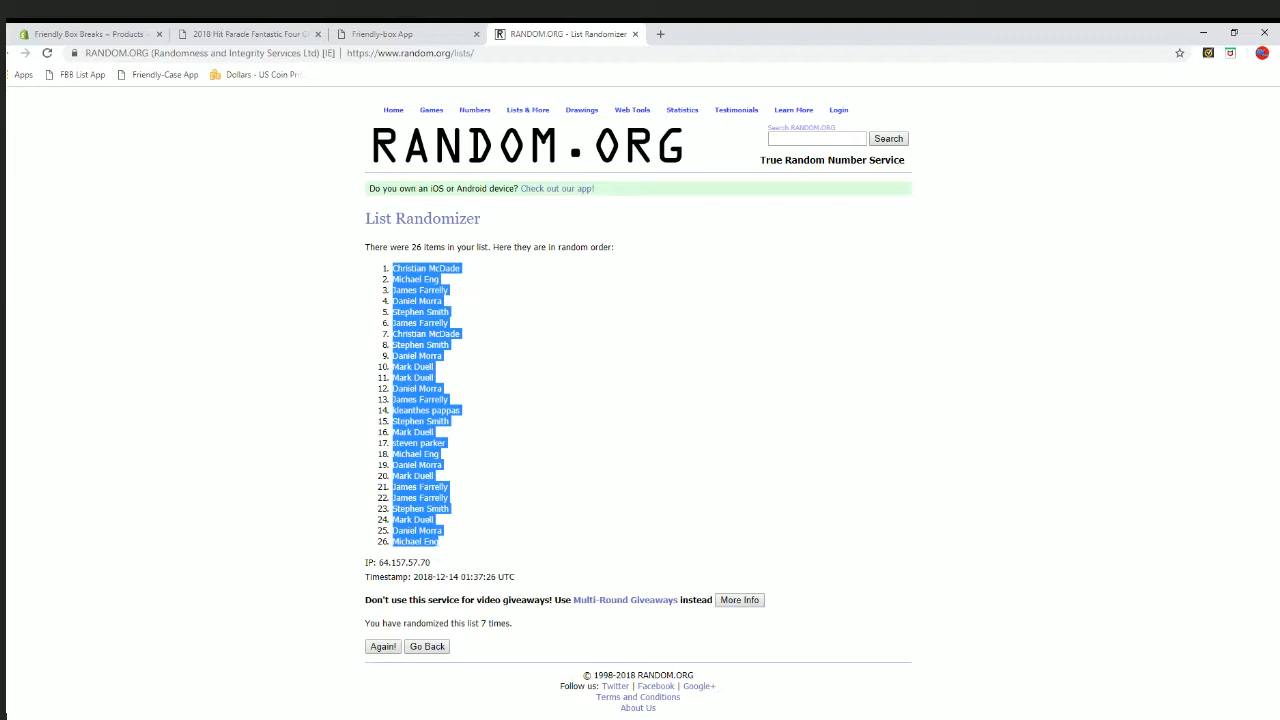 Friendly Box Breaks ~ Products ~
2018 Hit Parade Fantastic Four G
Friendly-box App
RANDOM.ORG - List Randomizer
RANDOM.ORG (Randomness and Integrity Services Ltd) [IE] | https://www.random.org/lists/
Apps
FBB List App
Friendly-Case App
Dollars - US Coin Pric
Home Games Numbers Lists & More Drawings Web Tools Statistics Testimonials Learn More Login
RANDOM.ORG
Search RANDOM.ORG
Search
True Random Number Service
Do you own an iOS or Android device? Check out our app!
List Randomizer
There were 26 items in your list. Here they are in random order:
1. Christian McDade
2. Michael Eng
3. James Farrelly
4. Daniel Morra
5. Stephen Smith
6. James Farrelly
7. Christian McDade
8. Stephen Smith
9. Daniel Morra
10. Mark Duell
11. Mark Duell
12. Daniel Morra
13. James Farrelly
14. kleanthes pappas
15. Stephen Smith
16. Mark Duell
17. steven parker
18. Michael Eng
19. Daniel Morra
20. Mark Duell
21. James Farrelly
22. James Farrelly
23. Stephen Smith
24. Mark Duell
25. Daniel Morra
26. Michael Eng
IP: 64.157.57.70
Timestamp: 2018-12-14 01:37:26 UTC
Don't use this service for video giveaways! Use Multi-Round Giveaways instead More Info
You have randomized this list 7 times.
Again! Go Back
© 1998-2018 RANDOM.ORG
Follow us: Twitter | Facebook | Google+
Terms and Conditions
About Us